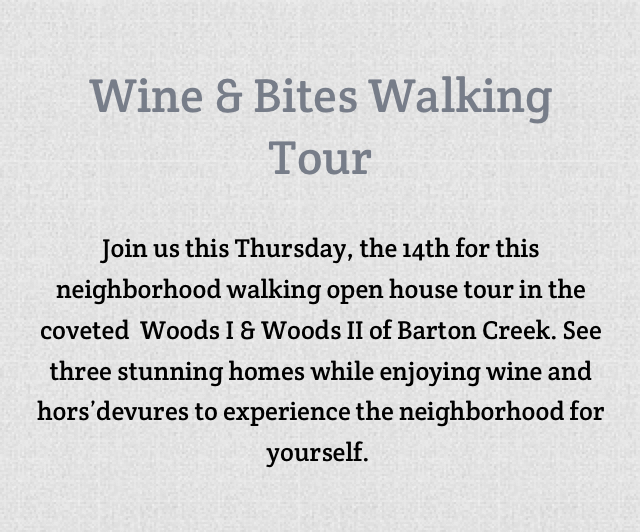 Wine & Bites Walking
Tour
Join us this Thursday, the 14th for this
neighborhood walking open house tour in the
coveted  Woods I & Woods II of Barton Creek. See
three stunning homes while enjoying wine and
hors’devures to experience the neighborhood for
yourself.